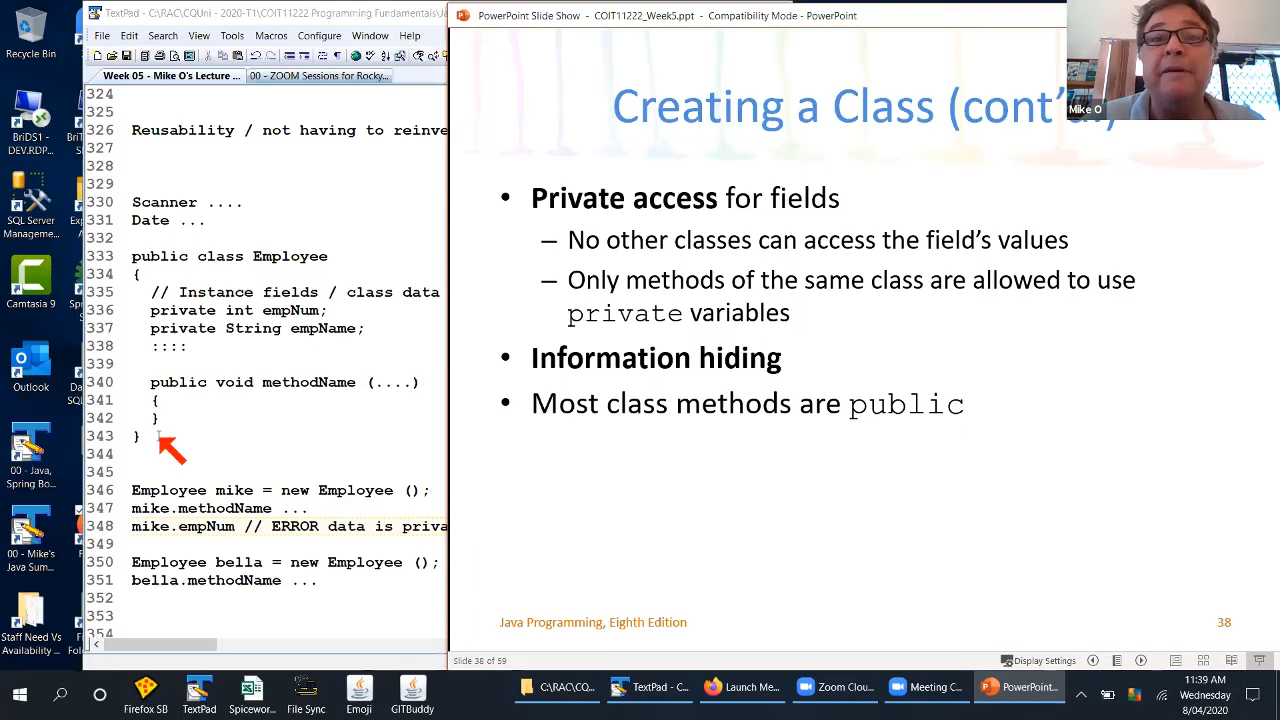 TextPad - C:\RAC\CQUni - 2020-T1\COIT11222 - Programming Fundamentals\Ja
File Edit Search View Tools Macros Configure Window Help
Week 05 - Mike O's Lecture ... 00 - ZOOM Sessions for Rocky...
324
325
326 Reusability / not having to reinve
327
328
329
330 Scanner ....
331 Date ...
332
333 public class Employee
334 {
335 // Instance fields / class data
336 private int empNum;
337 private String empName;
338 ::::
339
340 public void methodName (....)
341 {
342 }
343 }
344
345
346 Employee mike = new Employee ();
347 mike.methodName ...
348 mike.empNum // ERROR data is priva
349
350 Employee bella = new Employee ();
351 bella.methodName ...
352
353
354
PowerPoint Slide Show - COIT11222_Week5.ppt - Compatibility Mode - PowerPoint
Mike O
Creating a Class (cont'd.)
• Private access for fields
– No other classes can access the field's values
– Only methods of the same class are allowed to use
private variables
• Information hiding
• Most class methods are public
Java Programming, Eighth Edition
38
Slide 38 of 59
Display Settings
Recycle Bin
BriDS1 -
DEV.RDP...
SQL Server
Manageme...
Camtasia 9
Outlook
00 - Java,
Spring Bo...
00 - Mike's
Java Sum...
Staff Need Vs
Availability ...
Firefox SB
TextPad
Spicewor...
File Sync
Emoji
GITBuddy
C:\RAC\CQ...
TextPad - C...
Launch Me...
Zoom Clou...
Meeting C...
PowerPoint...
11:39 AM
Wednesday
8/04/2020